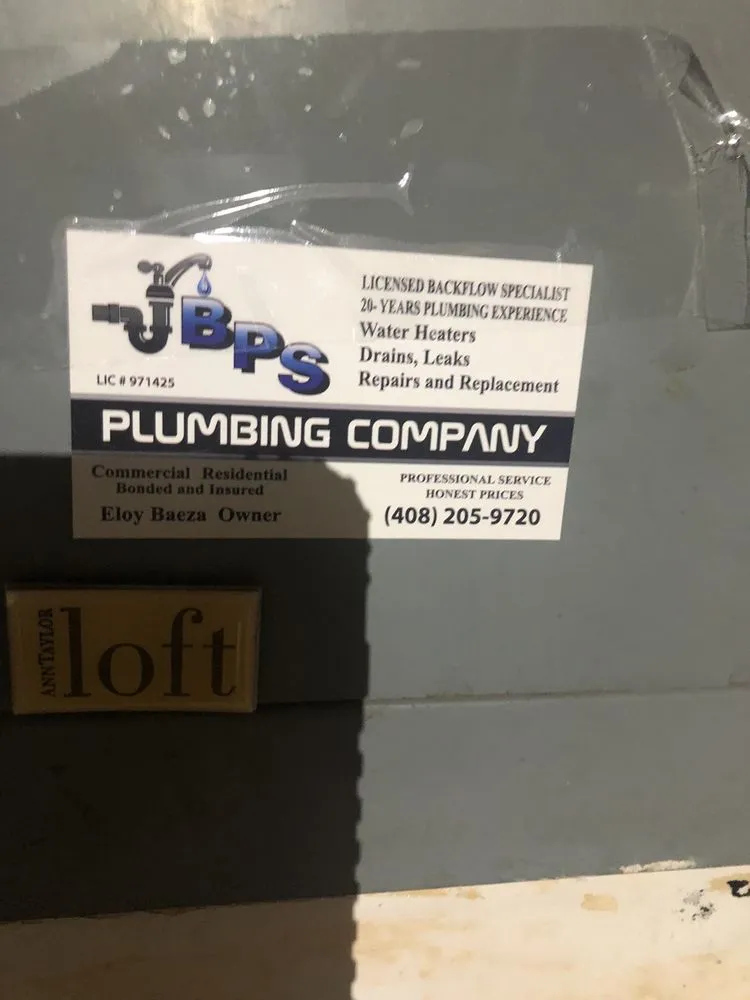 BPS
LIC # 971425
LICENSED BACKFLOW SPECIALIST
20- YEARS PLUMBING EXPERIENCE
Water Heaters
Drains, Leaks
Repairs and Replacement
PLUMBING COMPANY
Commercial Residential
Bonded and Insured
Eloy Baeza Owner
PROFESSIONAL SERVICE
HONEST PRICES
(408) 205-9720
ANN TAYLOR
loft